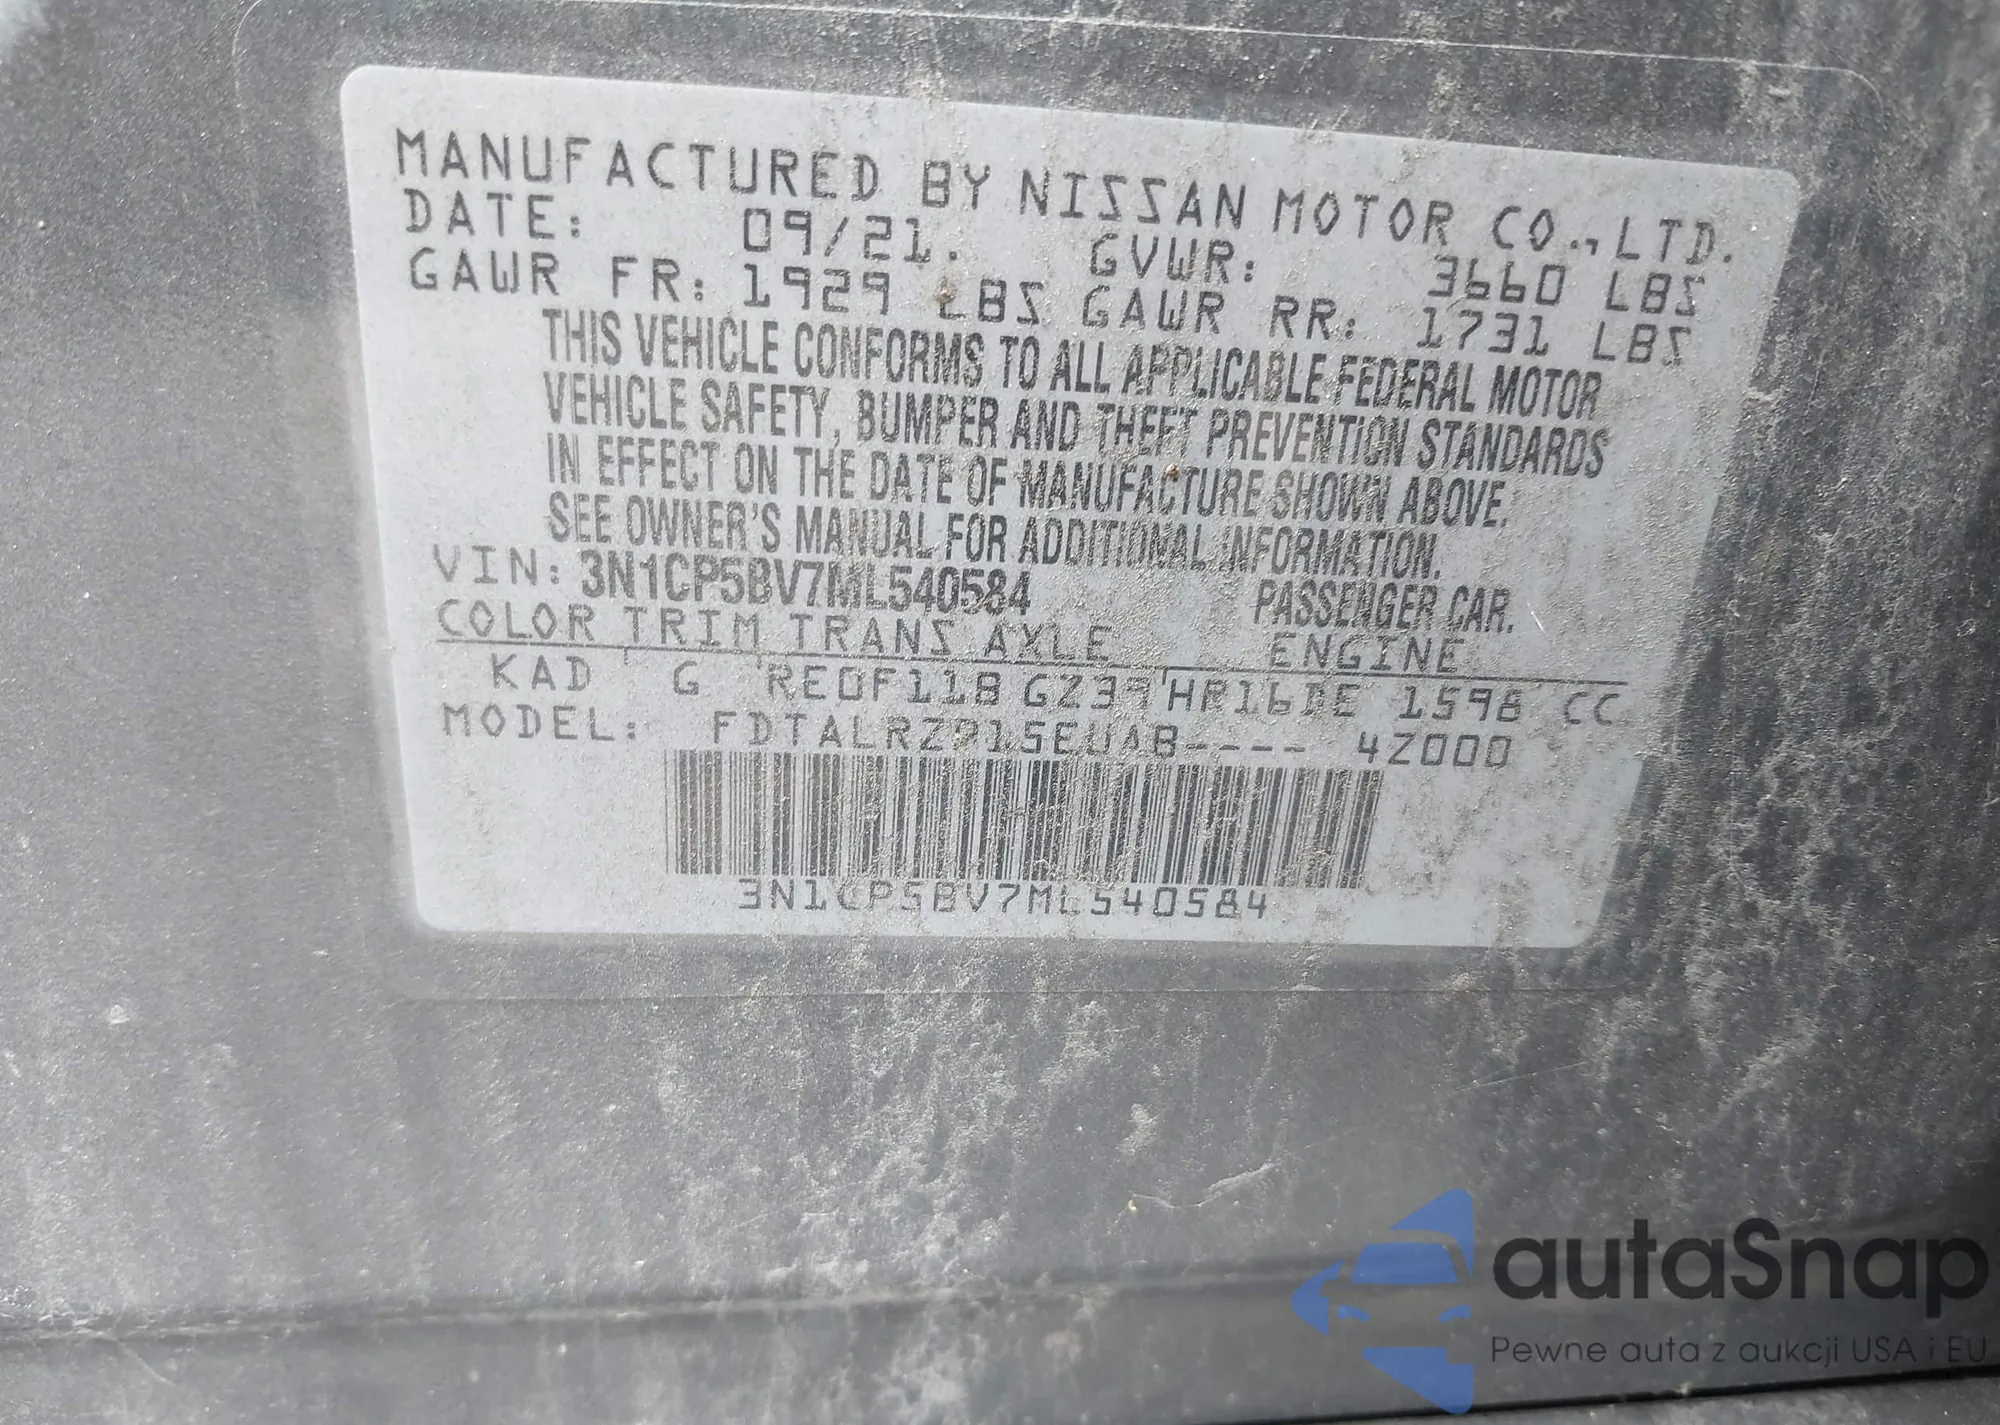 MANUFACTURED BY NISSAN MOTOR CO.,LTD.
DATE: 09/21. GVWR: 3660 LBS
GAWR FR: 1929 LBS GAWR RR: 1731 LBS
THIS VEHICLE CONFORMS TO ALL APPLICABLE FEDERAL MOTOR
VEHICLE SAFETY, BUMPER AND THEFT PREVENTION STANDARDS
IN EFFECT ON THE DATE OF MANUFACTURE SHOWN ABOVE.
SEE OWNER'S MANUAL FOR ADDITIONAL INFORMATION.
VIN: 3N1CP5BV7ML540584 PASSENGER CAR.
COLOR TRIM TRANS AXLE ENGINE
KAD G RE0F11B GZ39 HR16DE 1598 CC
MODEL: FDTALRZ915EUAB---- 4Z000
3N1CP5BV7ML540584
autaSnap
Pewne auta z aukcji USA i EU